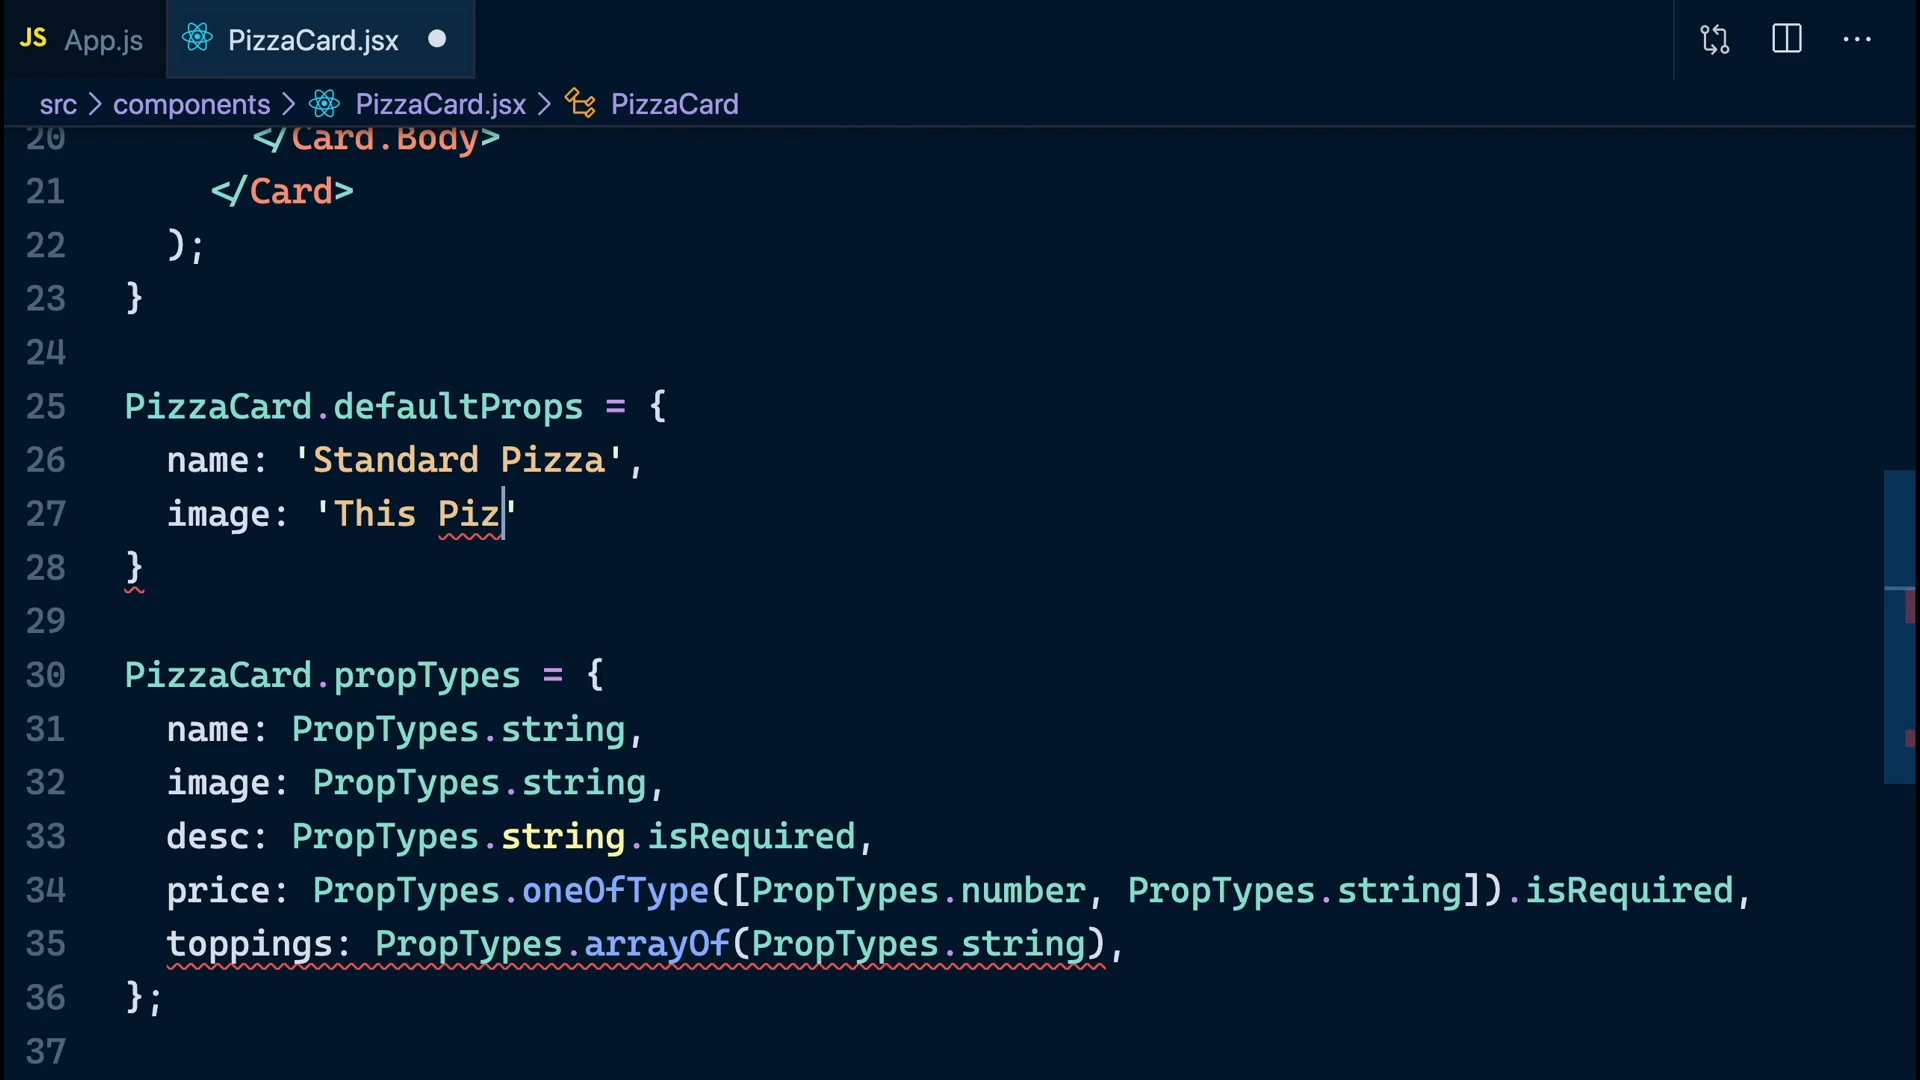 JS App.js PizzaCard.jsx
src > components > PizzaCard.jsx > PizzaCard
20 </Card.Body>
21 </Card>
22 );
23 }
24
25 PizzaCard.defaultProps = {
26 name: 'Standard Pizza',
27 image: 'This Piz'
28 }
29
30 PizzaCard.propTypes = {
31 name: PropTypes.string,
32 image: PropTypes.string,
33 desc: PropTypes.string.isRequired,
34 price: PropTypes.oneOfType([PropTypes.number, PropTypes.string]).isRequired,
35 toppings: PropTypes.arrayOf(PropTypes.string),
36 };
37